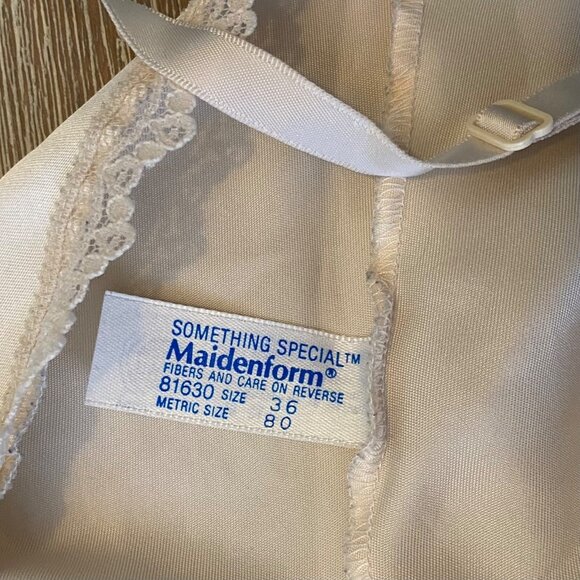 SOMETHING SPECIAL™
Maidenform®
FIBERS AND CARE ON REVERSE
81630 SIZE 36
METRIC SIZE 80